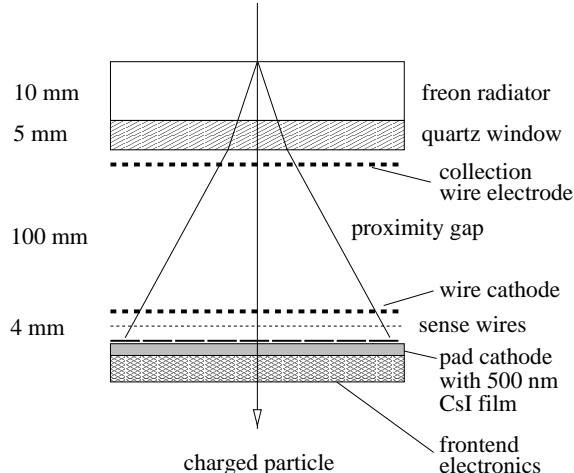 10 mm
freon radiator
5 mm
quartz window
collection
wire electrode
100 mm
proximity gap
wire cathode
4 mm
sense wires
pad cathode
with 500 nm
CsI film
frontend
electronics
charged particle